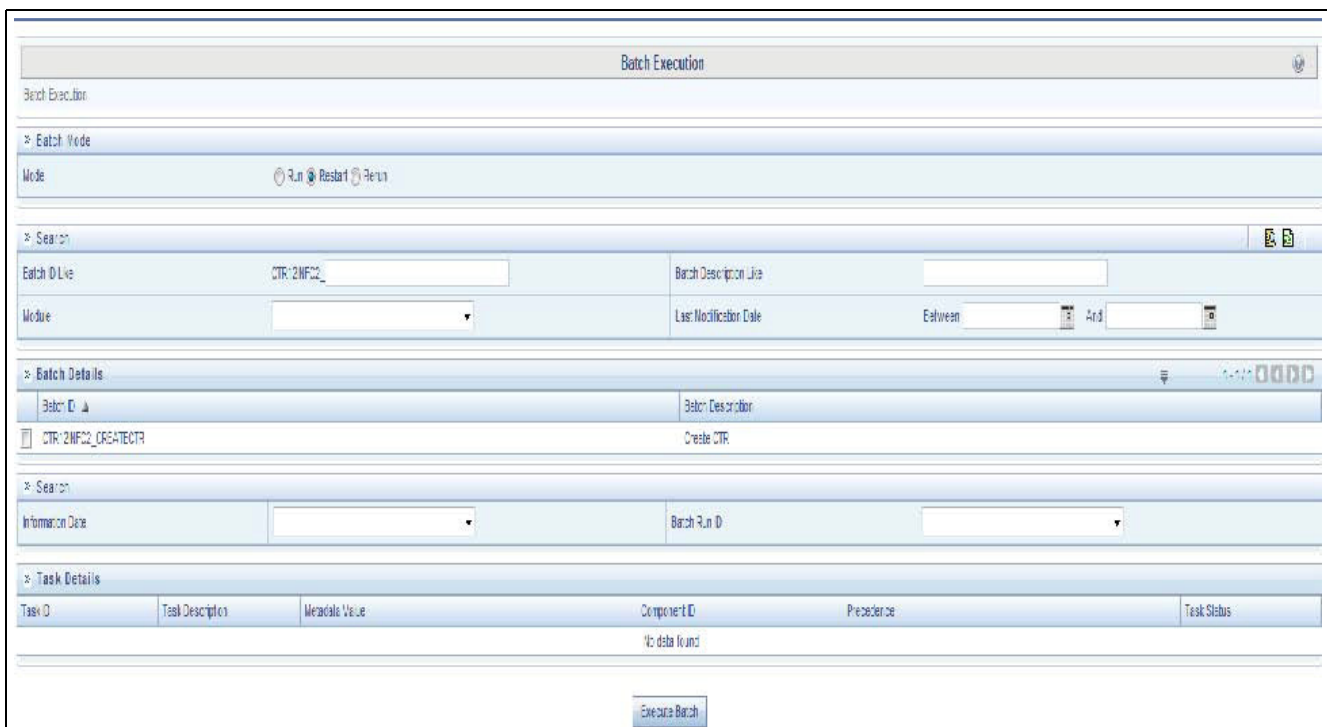 Batch Execution
Batch Execution
» Batch Mode
Mode Run Restart Rerun
» Search
Batch ID Like CTR12INFO2_ Batch Description Like
Module Last Modification Date Between And
» Batch Details
Batch ID Batch Description
Create CTR
» Search
Information Date Batch Run ID
» Task Details
Task ID Task Description Metadata Value Component ID Precedence Task Status
No data found
Execute Batch